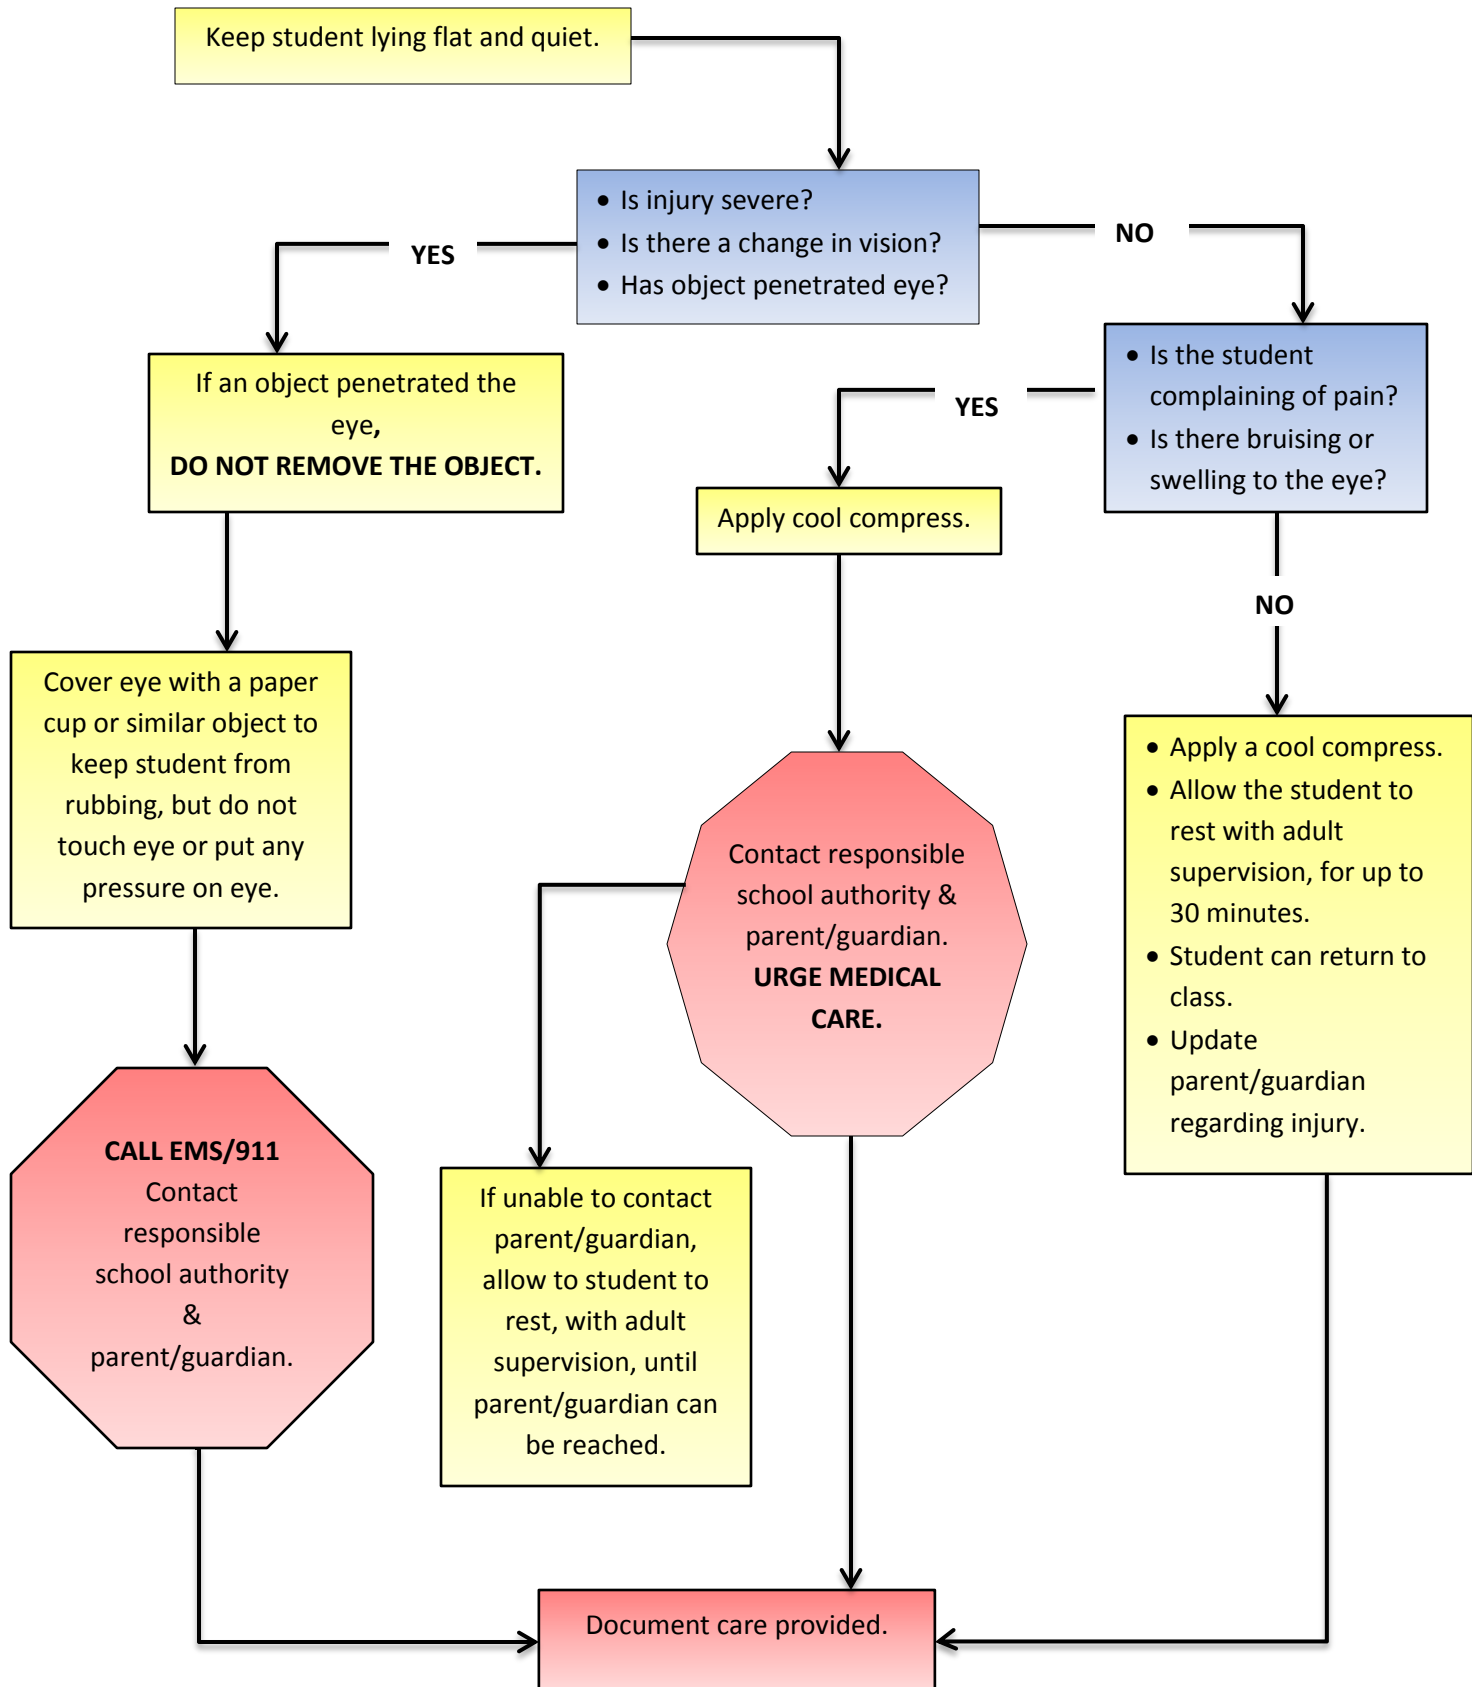 Keep student lying flat and quiet.
• Is injury severe?
• Is there a change in vision?
• Has object penetrated eye?
YES
NO
If an object penetrated the
eye,
DO NOT REMOVE THE OBJECT.
• Is the student
complaining of pain?
• Is there bruising or
swelling to the eye?
YES
NO
Apply cool compress.
Cover eye with a paper
cup or similar object to
keep student from
rubbing, but do not
touch eye or put any
pressure on eye.
Contact responsible
school authority &
parent/guardian.
URGE MEDICAL
CARE.
• Apply a cool compress.
• Allow the student to
rest with adult
supervision, for up to
30 minutes.
• Student can return to
class.
• Update
parent/guardian
regarding injury.
CALL EMS/911
Contact
responsible
school authority
&
parent/guardian.
If unable to contact
parent/guardian,
allow to student to
rest, with adult
supervision, until
parent/guardian can
be reached.
Document care provided.